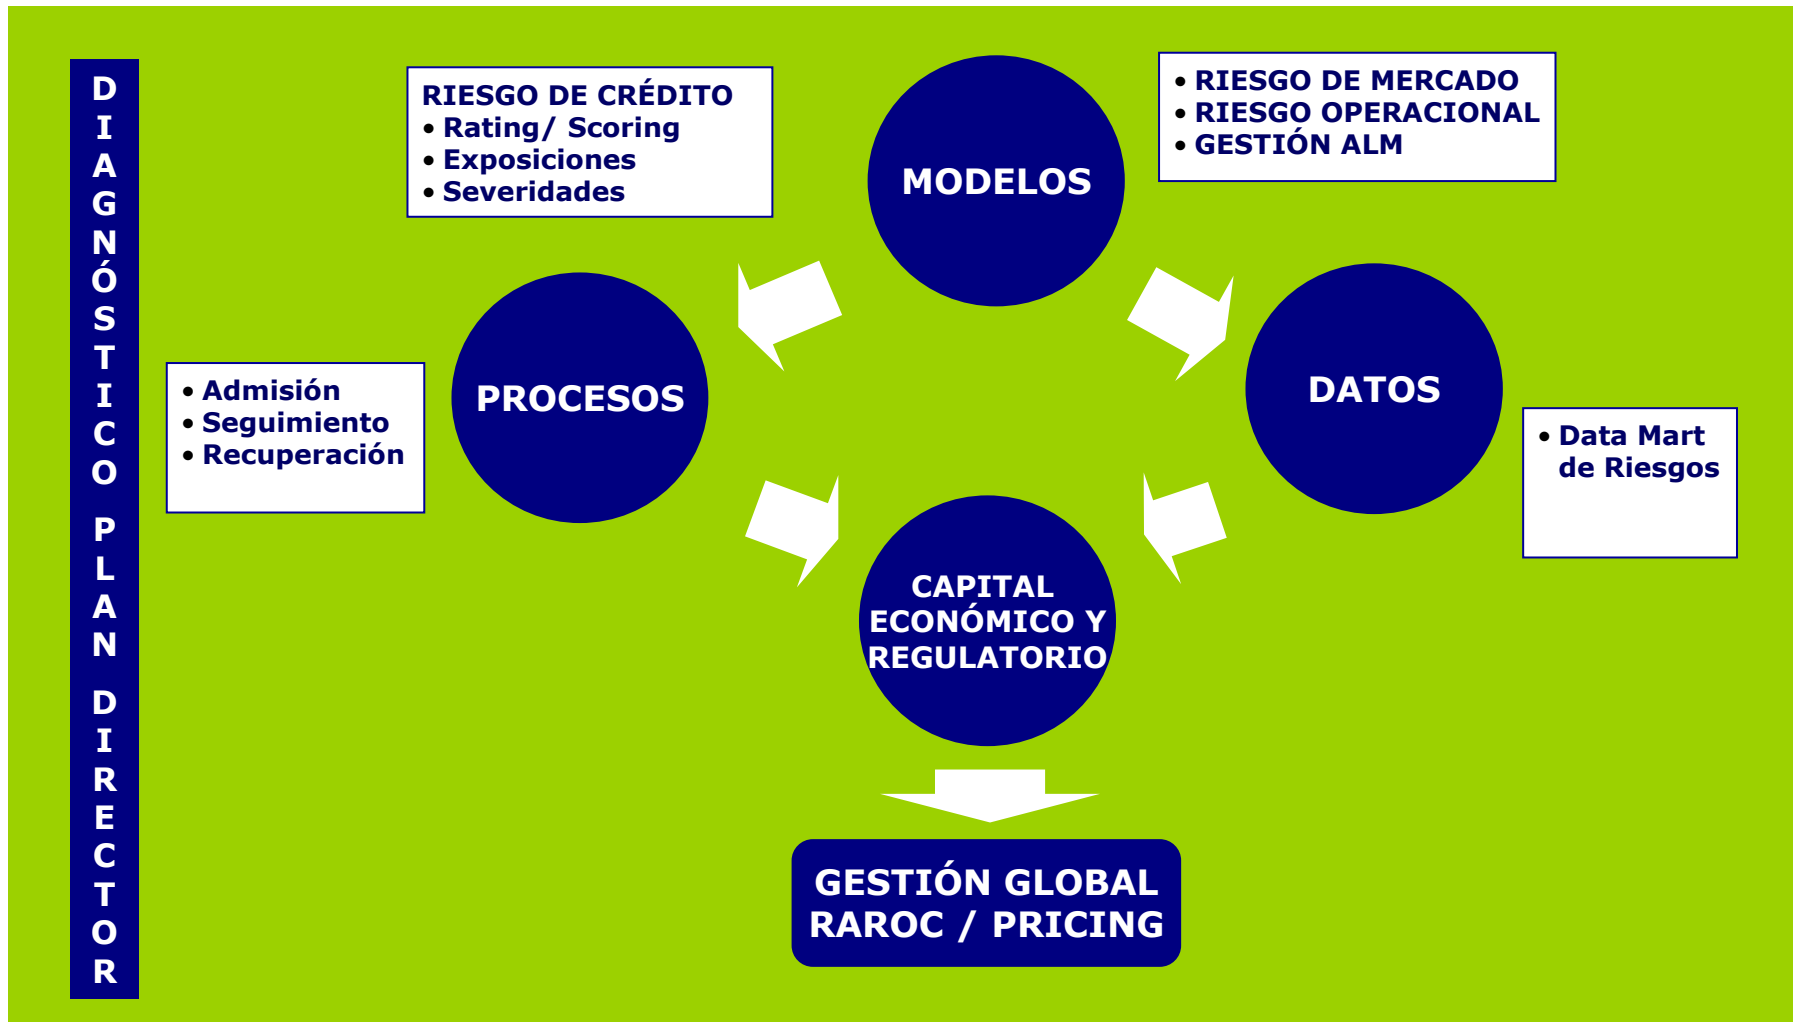 DIAGNÓSTICO PLAN DIRECTOR
RIESGO DE CRÉDITO
• Rating/ Scoring
• Exposiciones
• Severidades
MODELOS
• RIESGO DE MERCADO
• RIESGO OPERACIONAL
• GESTIÓN ALM
• Admisión
• Seguimiento
• Recuperación
PROCESOS
DATOS
• Data Mart
de Riesgos
CAPITAL
ECONÓMICO Y
REGULATORIO
GESTIÓN GLOBAL
RAROC / PRICING